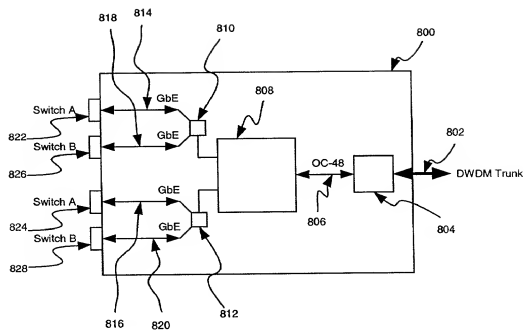 818
814
810
800
Switch A
GbE
808
822
802
Switch B
GbE
OC-48
DWDM Trunk
826
Switch A
GbE
806
804
824
Switch B
GbE
828
816
820
812